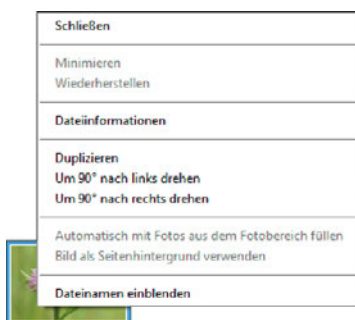 Schließen
Minimieren
Wiederherstellen
Dateiinformationen
Duplizieren
Um 90° nach links drehen
Um 90° nach rechts drehen
Automatisch mit Fotos aus dem Fotobereich füllen
Bild als Seitenhintergrund verwenden
Dateinamen einblenden